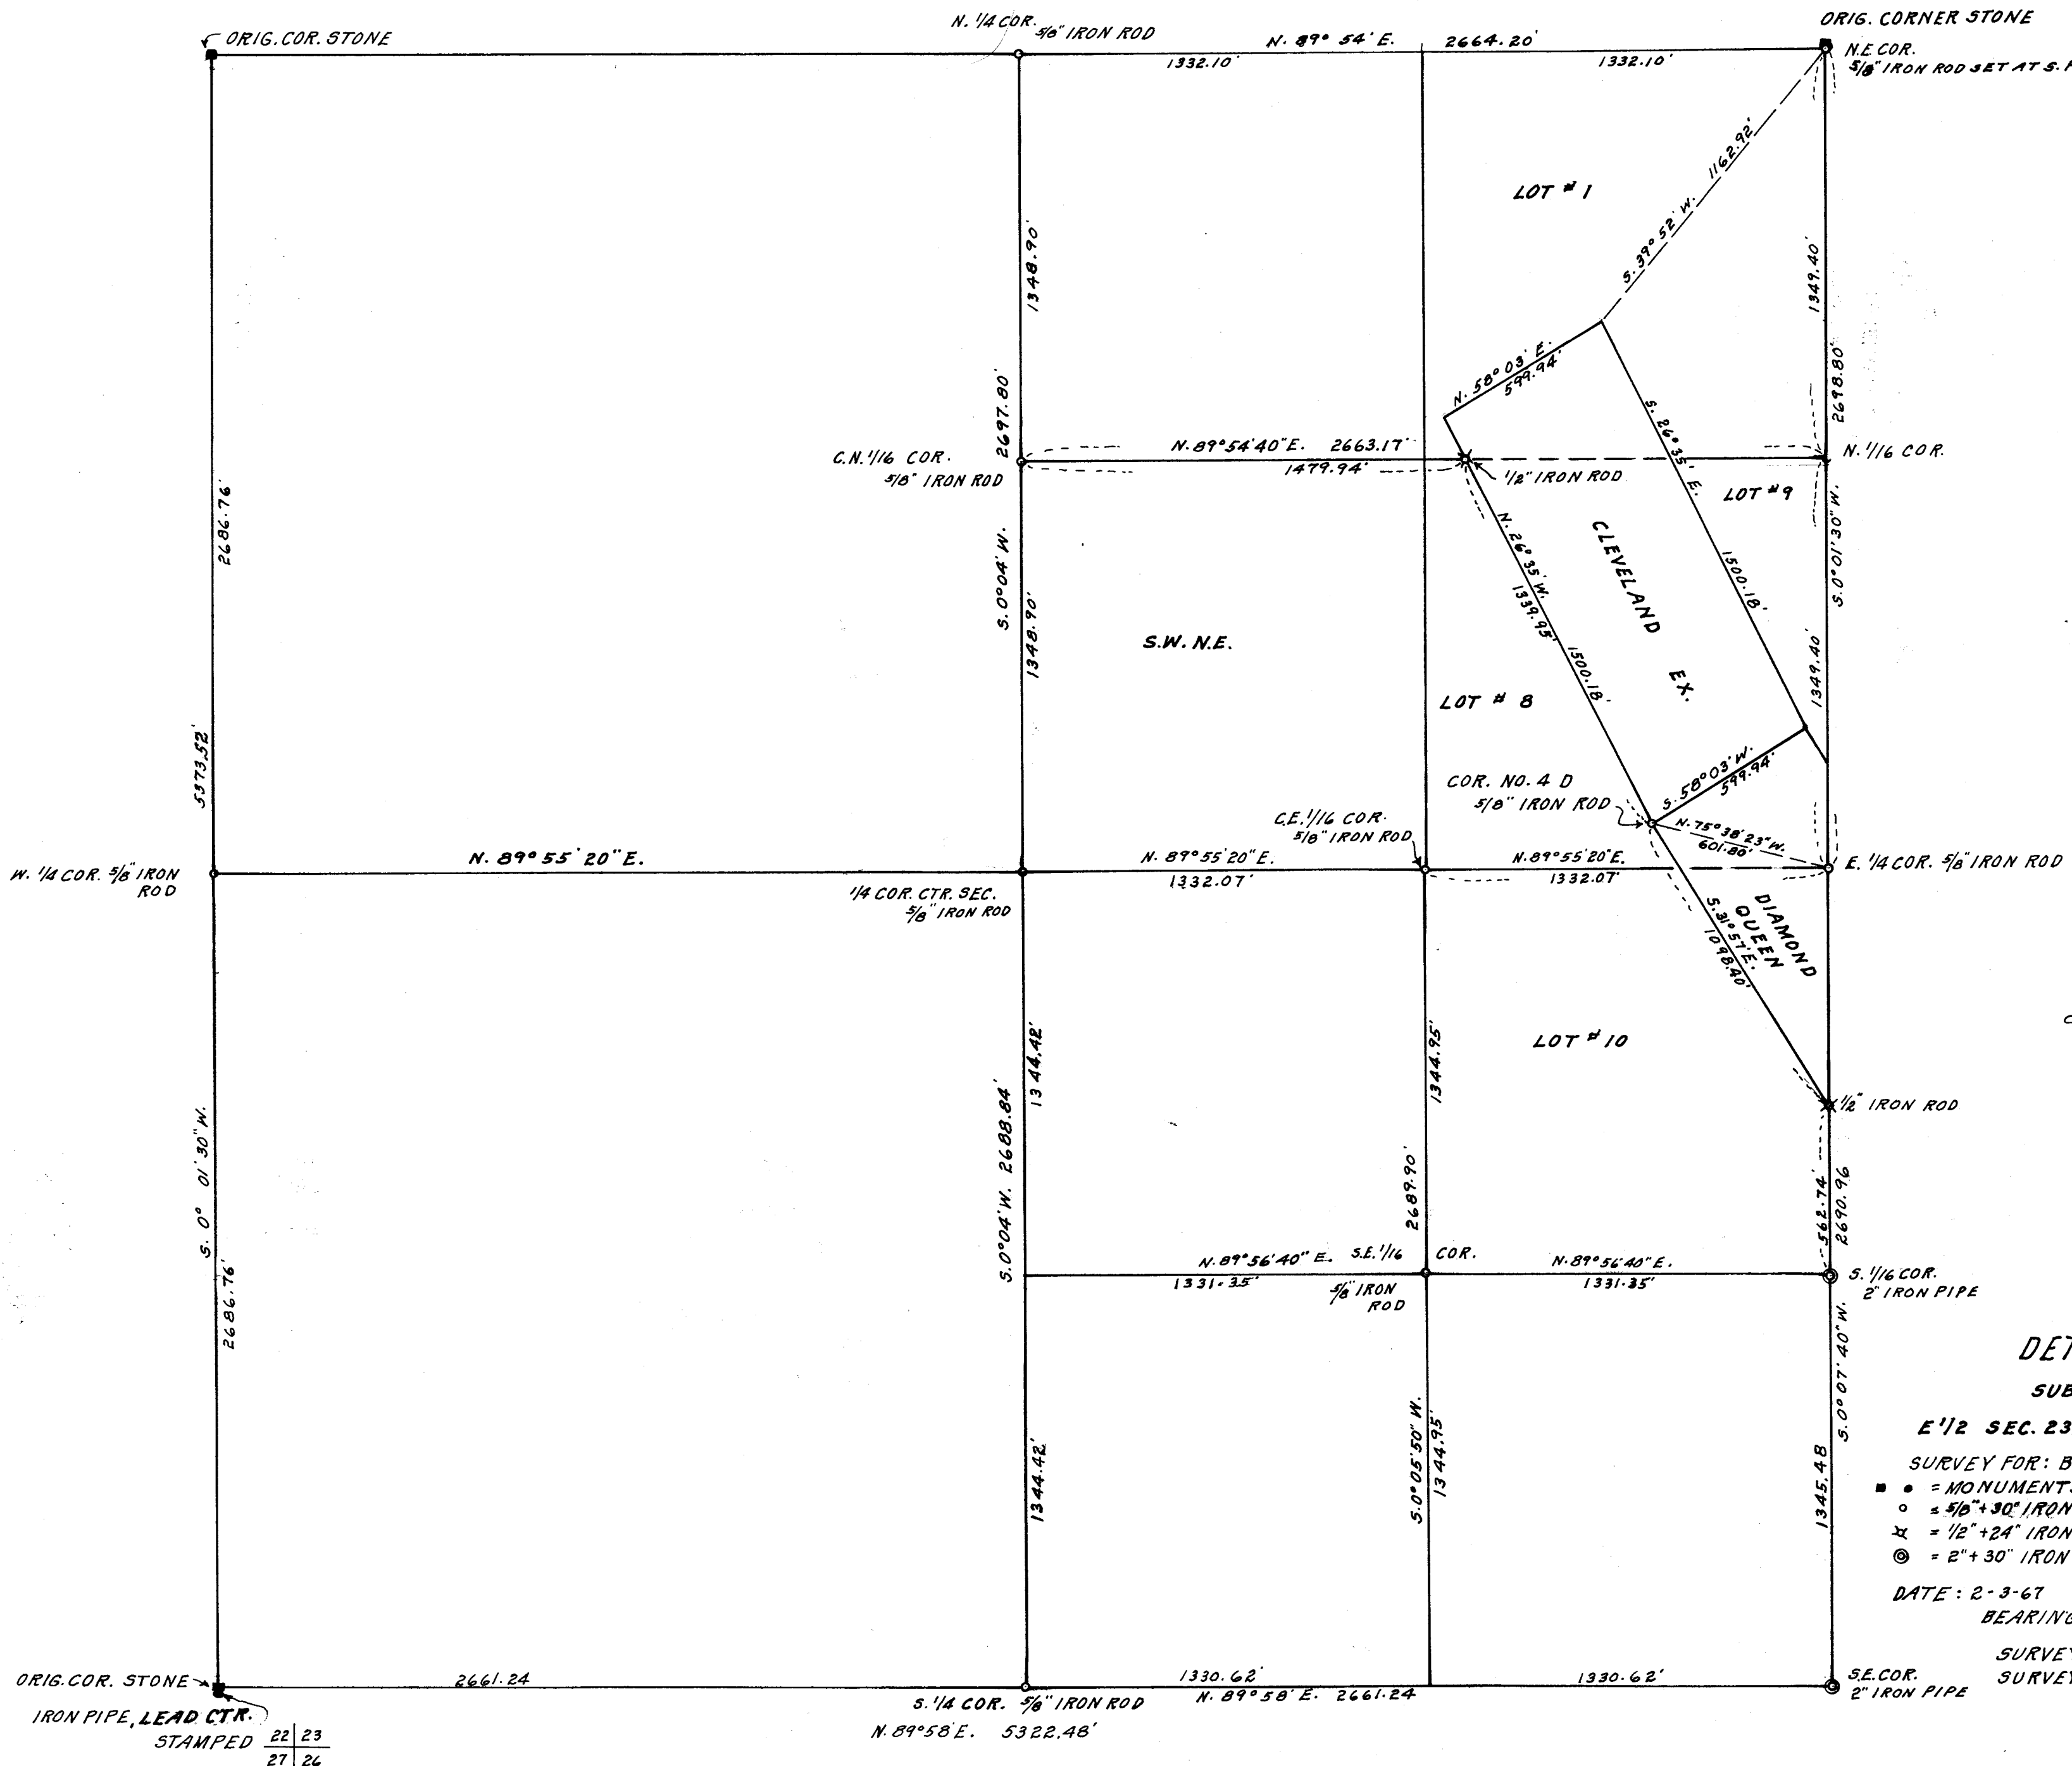 ORIG. COR. STONE
N. 1/4 COR.
5/8" IRON ROD
N. 89° 54' E. 2664.20'
1332.10'
1332.10'
ORIG. CORNER STONE
N.E. COR.
5/8" IRON ROD SET AT S.
LOT # 1
S. 39° 52' W. 1162.92'
1348.90'
1349.40'
2697.80'
2698.80'
N. 58° 03' E.
599.94'
C.N. 1/16 COR.
5/8" IRON ROD
N. 89° 54' 40" E. 2663.17'
1479.94'
1/2" IRON ROD
N. 1/16 COR.
LOT # 9
2686.76'
S. 0° 04' W.
1348.90'
S. 26° 35' E.
1500.18'
S. 0° 01' 30" W.
1349.40'
N. 26° 35' W.
1339.95'
1500.18'
CLEVELAND EX.
S.W. N.E.
LOT # 8
5373.52'
COR. NO. 4 D
5/8" IRON ROD
S. 58° 03' W.
599.94'
C.E. 1/16 COR.
5/8" IRON ROD
N. 75° 38' 23" W.
601.80'
W. 1/4 COR. 5/8" IRON
ROD
N. 89° 55' 20" E.
1/4 COR. CTR. SEC.
5/8" IRON ROD
N. 89° 55' 20" E.
1332.07'
N. 89° 55' 20" E.
1332.07'
E. 1/4 COR. 5/8" IRON ROD
DIAMOND
QUEEN
S. 31° 57' E.
1098.40'
1344.42'
1344.95'
LOT # 10
1/2" IRON ROD
S. 0° 01' 30" W.
S. 0° 04' W. 2688.84'
2689.90'
562.74'
2690.96
2686.76'
N. 89° 56' 40" E.
1331.35'
S.E. 1/16 COR.
5/8" IRON
ROD
N. 89° 56' 40" E.
1331.35'
S. 1/16 COR.
2" IRON PIPE
1344.42'
S. 0° 05' 50" W.
1344.95'
S. 0° 07' 40" W.
1345.48
DET
SUB
E 1/2 SEC. 23
SURVEY FOR: B
= MONUMENT
= 5/8" + 30" IRON
= 1/2" + 24" IRON
= 2" + 30" IRON
DATE: 2-3-67
BEARING
SURVEY
SURVEY
ORIG. COR. STONE
IRON PIPE, LEAD CTR.
STAMPED 22 23
27 26
2661.24
S. 1/4 COR. 5/8" IRON ROD
N. 89° 58' E. 5322.48'
1330.62'
N. 89° 58' E. 2661.24
1330.62'
S.E. COR.
2" IRON PIPE